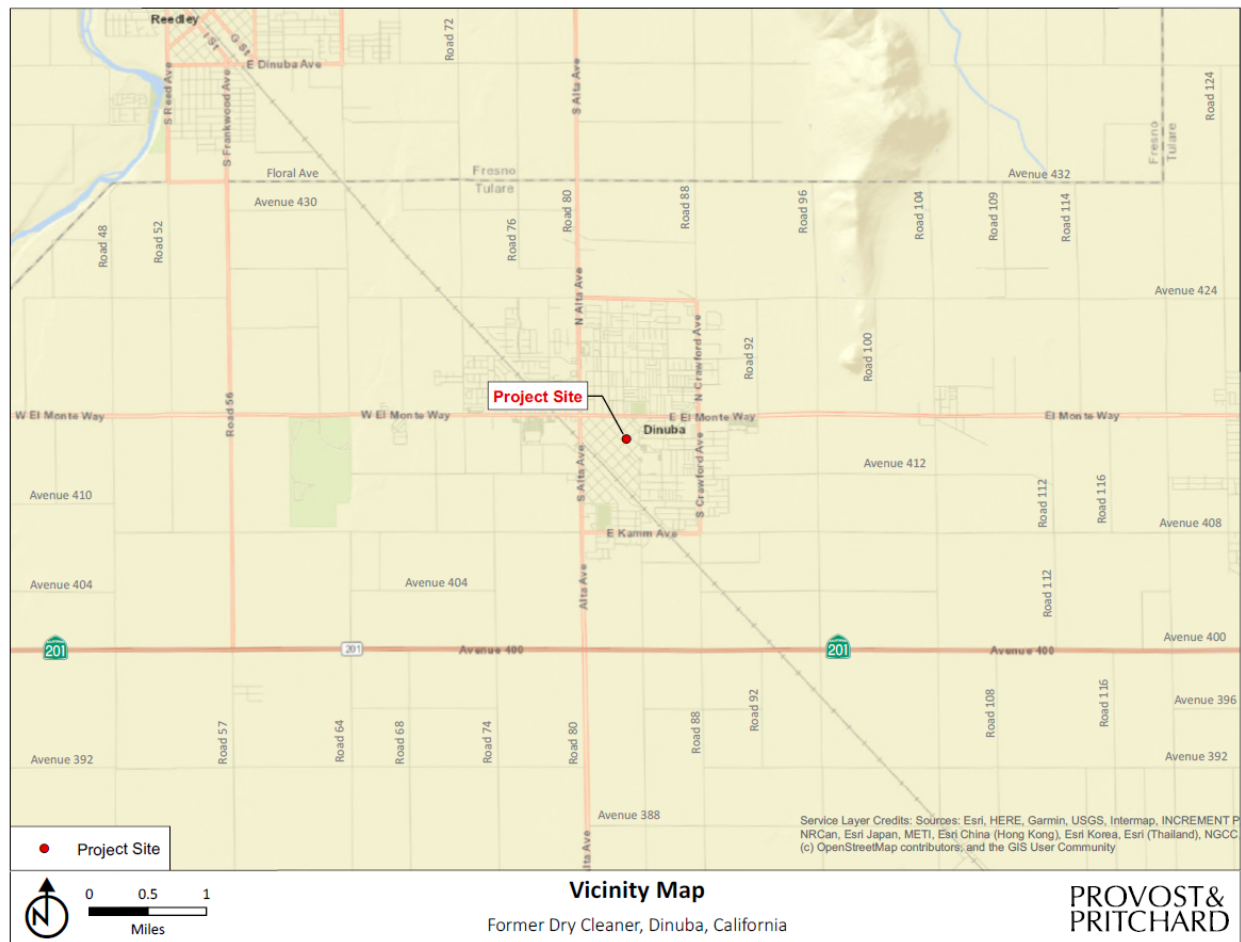 Reedley
I St
G St
E Dinuba Ave
S Reed Ave
S Frankwood Ave
Road 72
S Alta Ave
Road 124
Fresno
Tulare
Floral Ave
Fresno
Tulare
Avenue 432
Avenue 430
Road 48
Road 52
Road 76
Road 80
Road 88
Road 96
Road 104
Road 109
Road 114
Avenue 424
N Alta Ave
N Crawford Ave
Road 92
Road 100
Project Site
W El Monte Way
Road 56
W El Monte Way
E El Monte Way
El Monte Way
Dinuba
S Alta Ave
S Crawford Ave
Avenue 412
Avenue 410
Road 112
Road 116
Avenue 408
E Kamm Ave
Avenue 404
Avenue 404
Alta Ave
Road 112
Avenue 400
201
201
Avenue 400
201
Avenue 400
Road 57
Road 64
Road 68
Road 74
Road 80
Road 88
Road 92
Road 108
Road 116
Avenue 396
Avenue 392
Avenue 392
Avenue 388
Alta Ave
Service Layer Credits: Sources: Esri, HERE, Garmin, USGS, Intermap, INCREMENT P
NRCan, Esri Japan, METI, Esri China (Hong Kong), Esri Korea, Esri (Thailand), NGCC
(c) OpenStreetMap contributors, and the GIS User Community
Project Site
N
0 0.5 1
Miles
Vicinity Map
Former Dry Cleaner, Dinuba, California
PROVOST&
PRITCHARD